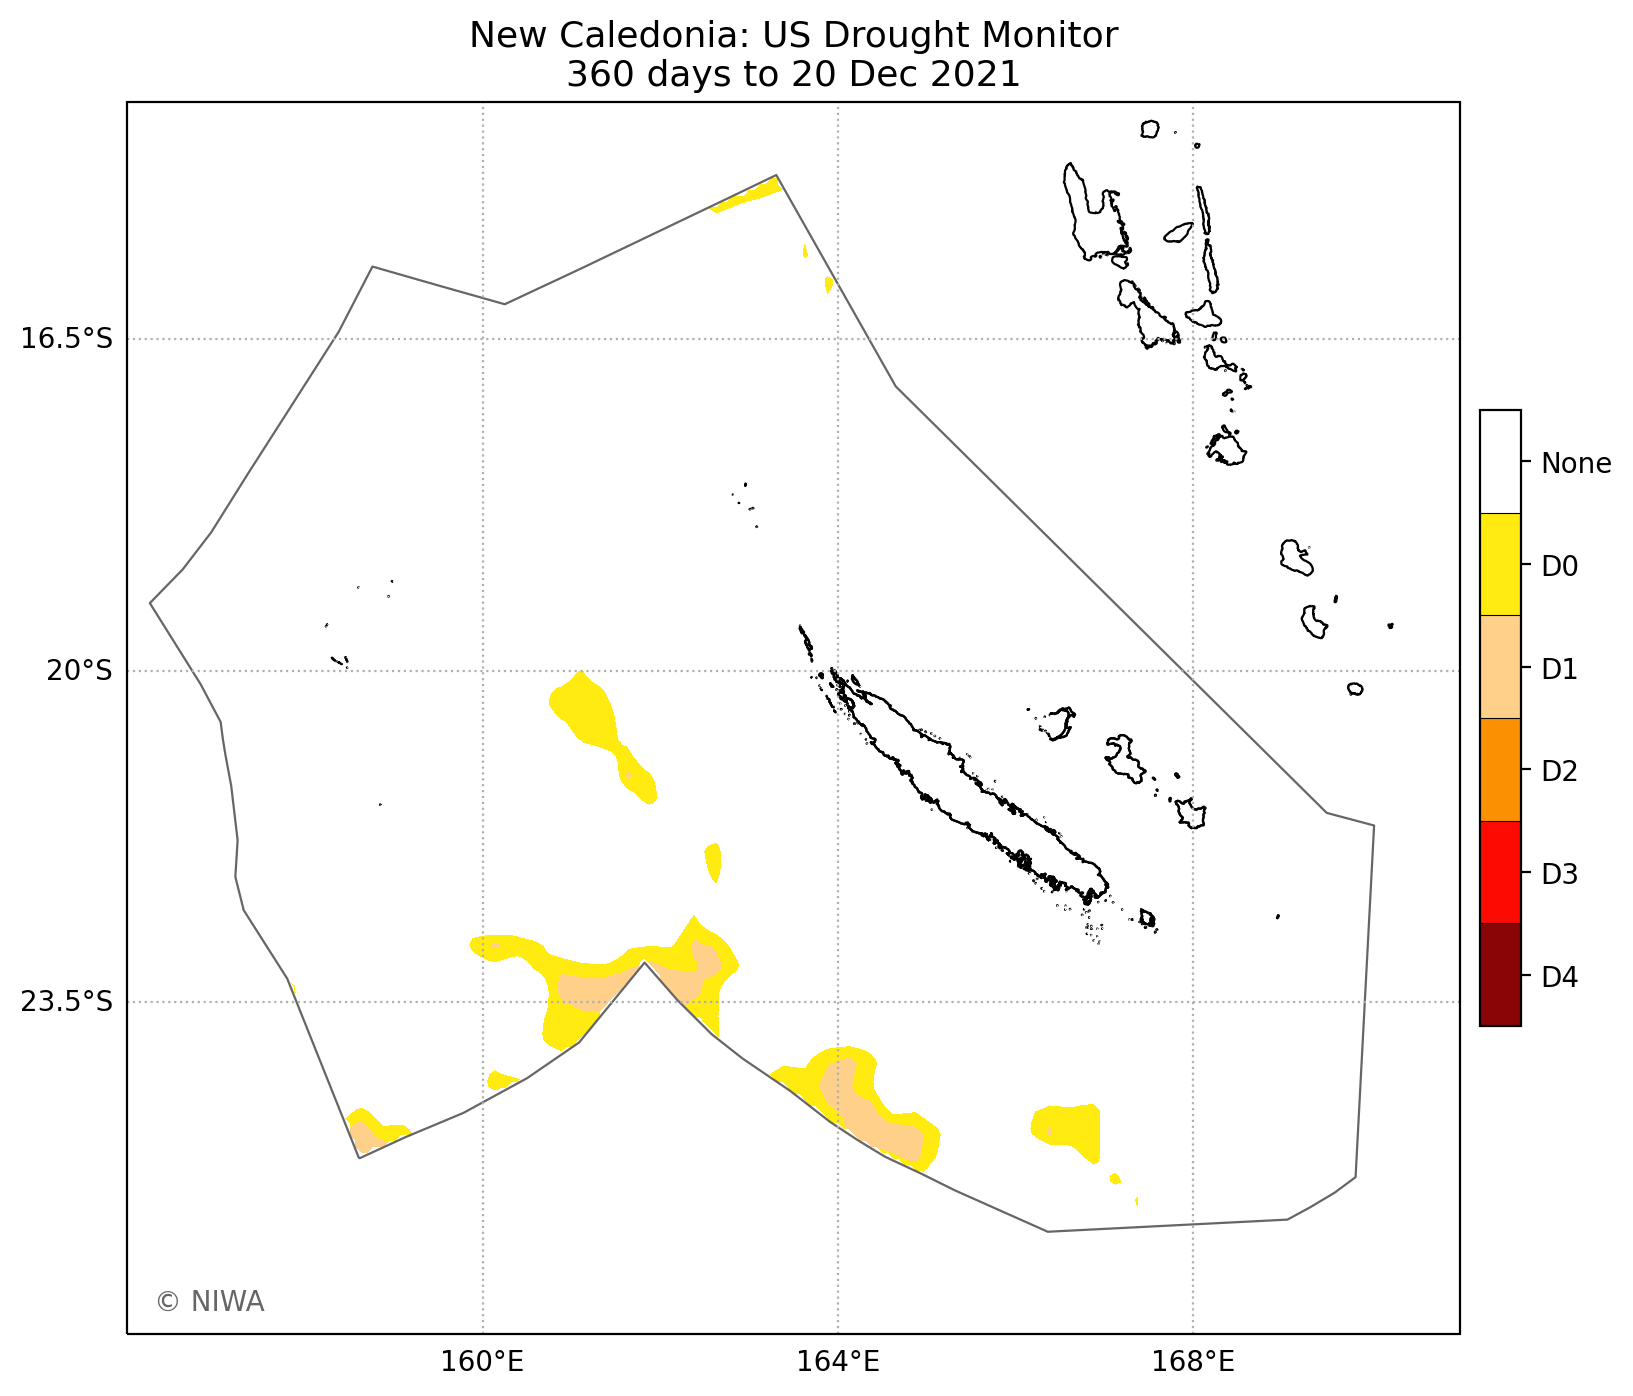 New Caledonia: US Drought Monitor
360 days to 20 Dec 2021
16.5°S
20°S
23.5°S
160°E
164°E
168°E
None
D0
D1
D2
D3
D4
© NIWA